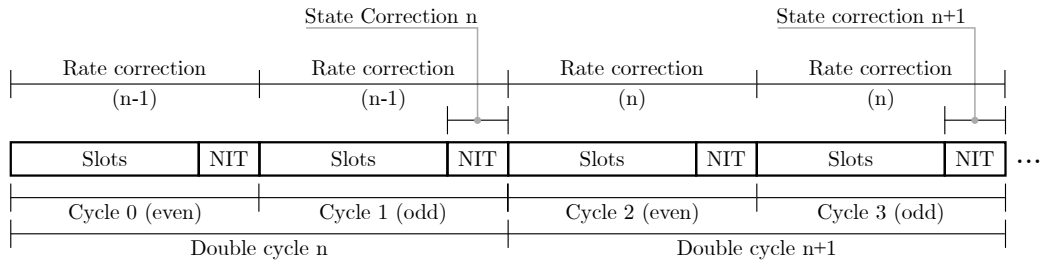 State Correction n
State correction n+1
Rate correction
(n-1)
Rate correction
(n-1)
Rate correction
(n)
Rate correction
(n)
Slots
NIT
Slots
NIT
Slots
NIT
Slots
NIT
...
Cycle 0 (even)
Cycle 1 (odd)
Cycle 2 (even)
Cycle 3 (odd)
Double cycle n
Double cycle n+1